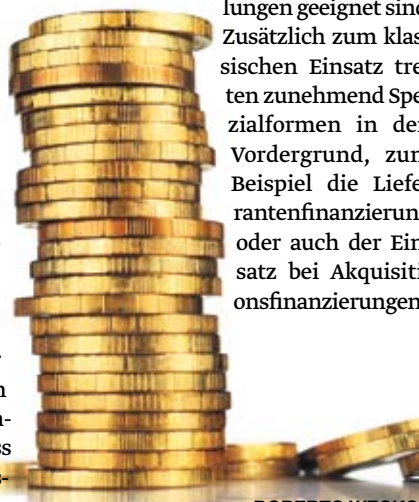 lungen geeignet sind
Zusätzlich zum klas
sischen Einsatz tre
ten zunehmend Spe
zialformen in den
Vordergrund, zum
Beispiel die Liefe
rantenfinanzierung
oder auch der Ein
satz bei Akquisiti
onsfinanzierungen